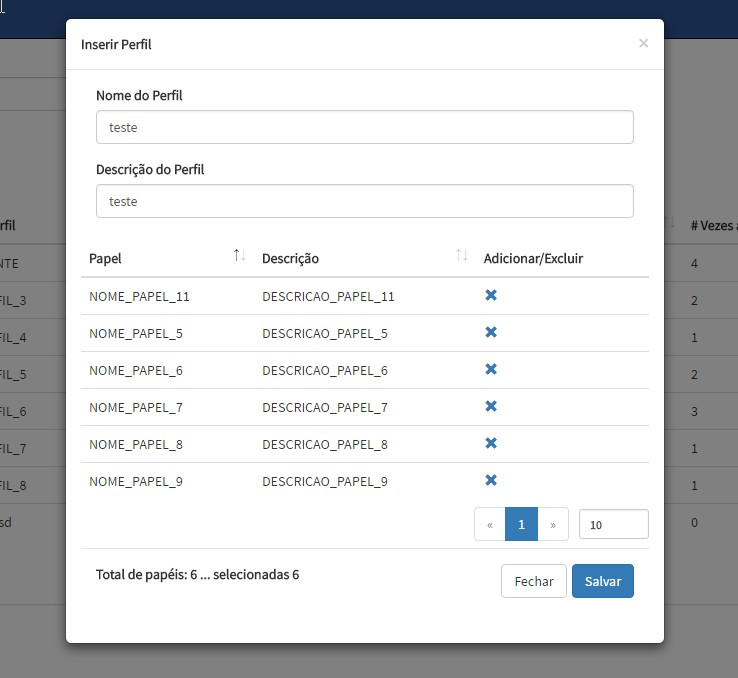 Inserir Perfil
×
Nome do Perfil
teste
Descrição do Perfil
teste
rfil
# Vezes a
Papel Descrição Adicionar/Excluir
NTE 4
NOME_PAPEL_11 DESCRICAO_PAPEL_11
FIL_3 2
NOME_PAPEL_5 DESCRICAO_PAPEL_5
FIL_4 1
NOME_PAPEL_6 DESCRICAO_PAPEL_6
FIL_5 2
NOME_PAPEL_7 DESCRICAO_PAPEL_7
FIL_6 3
NOME_PAPEL_8 DESCRICAO_PAPEL_8
FIL_7 1
NOME_PAPEL_9 DESCRICAO_PAPEL_9
FIL_8 1
sd 0
« 1 » 10
Total de papéis: 6 ... selecionadas 6
Fechar Salvar